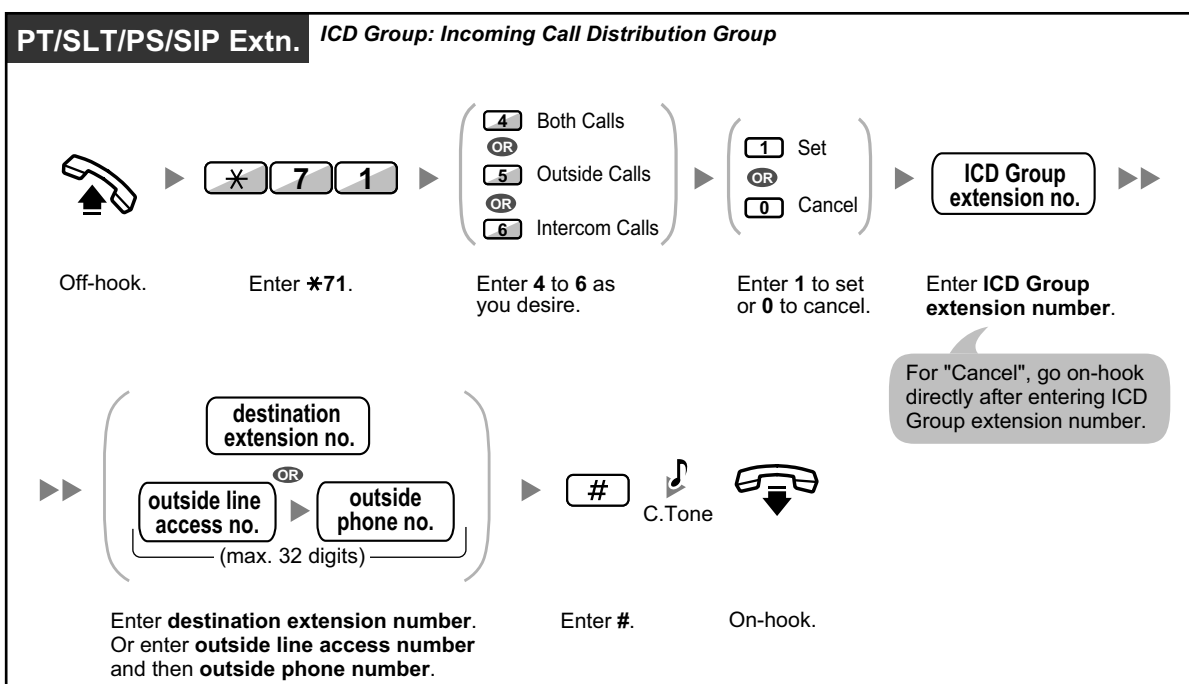 PT/SLT/PS/SIP Extn.
ICD Group: Incoming Call Distribution Group
7 1
4 Both Calls
OR
5 Outside Calls
OR
6 Intercom Calls
1 Set
OR
0 Cancel
ICD Group
extension no.
Off-hook.
Enter *71.
Enter 4 to 6 as
you desire.
Enter 1 to set
or 0 to cancel.
Enter ICD Group
extension number.
For "Cancel", go on-hook
directly after entering ICD
Group extension number.
destination
extension no.
OR
outside line
access no.
outside
phone no.
(max. 32 digits)
#
C.Tone
Enter destination extension number.
Or enter outside line access number
and then outside phone number.
Enter #.
On-hook.